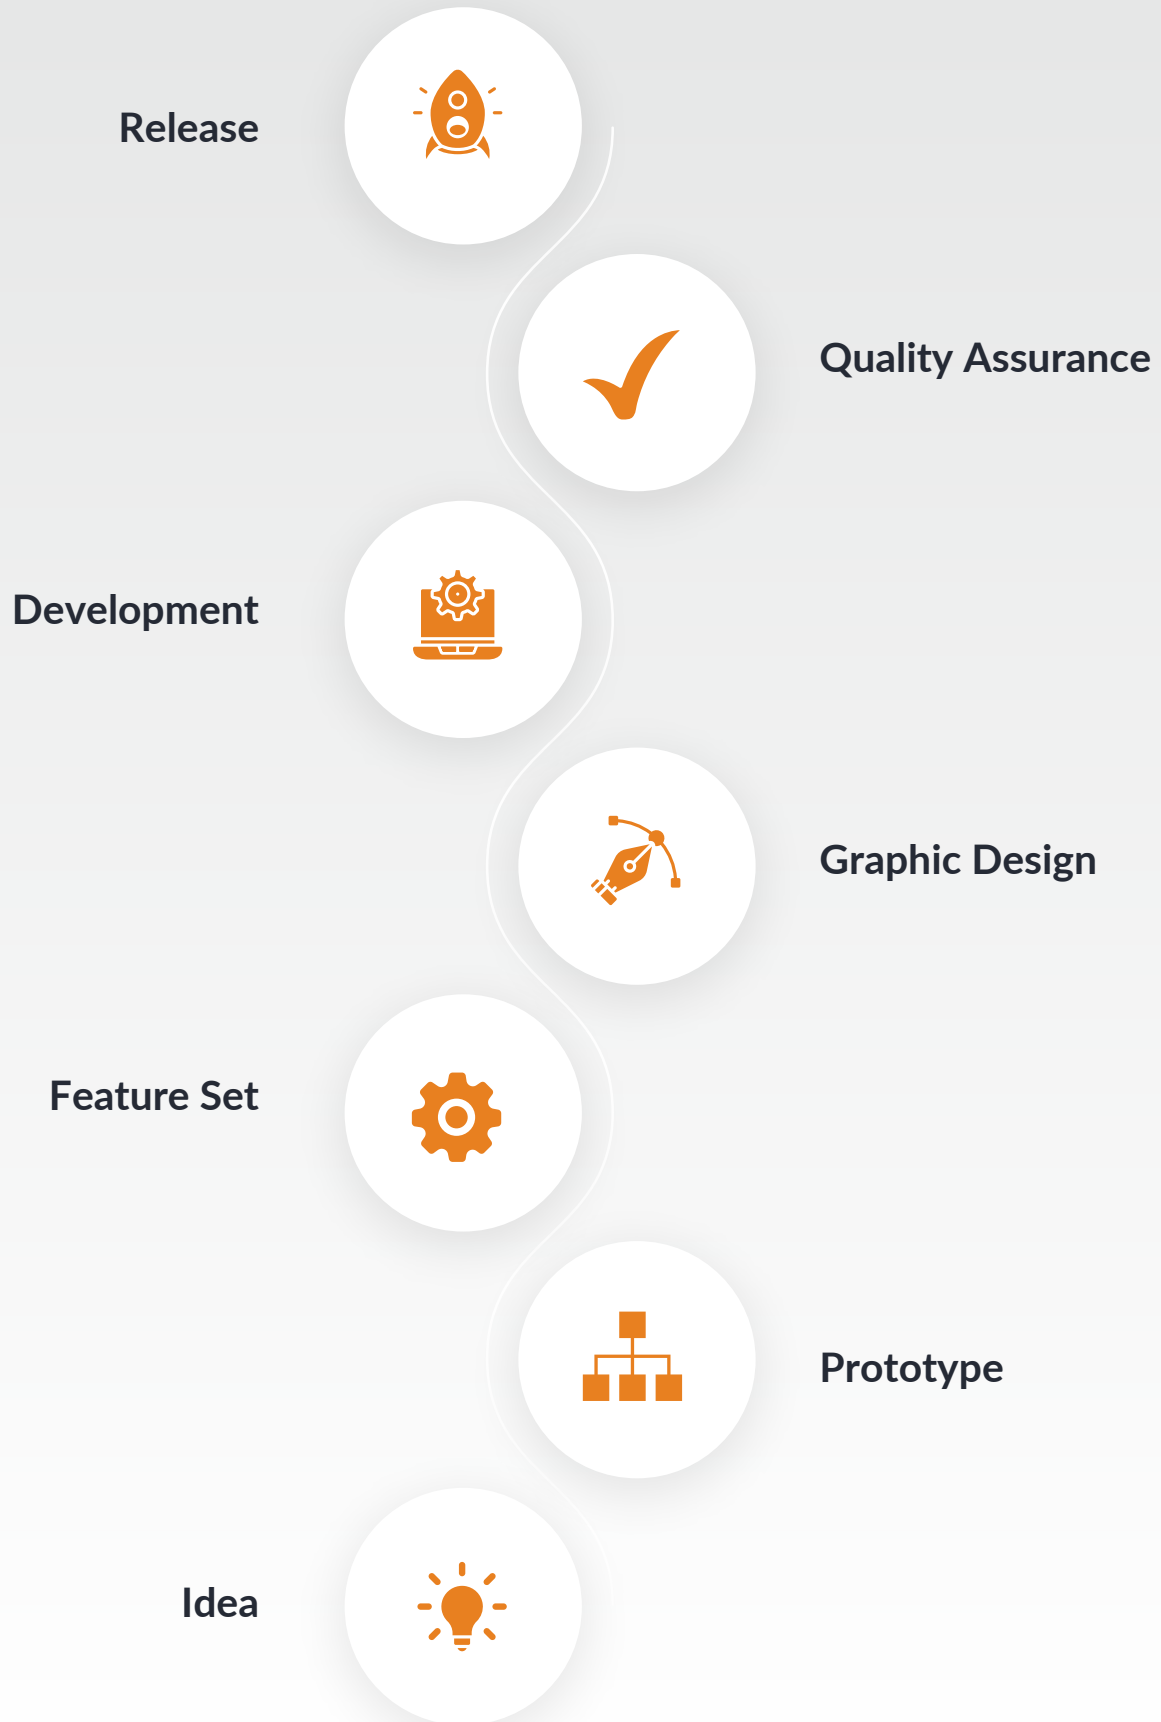 Release
Quality Assurance
Development
Graphic Design
Feature Set
Prototype
Idea